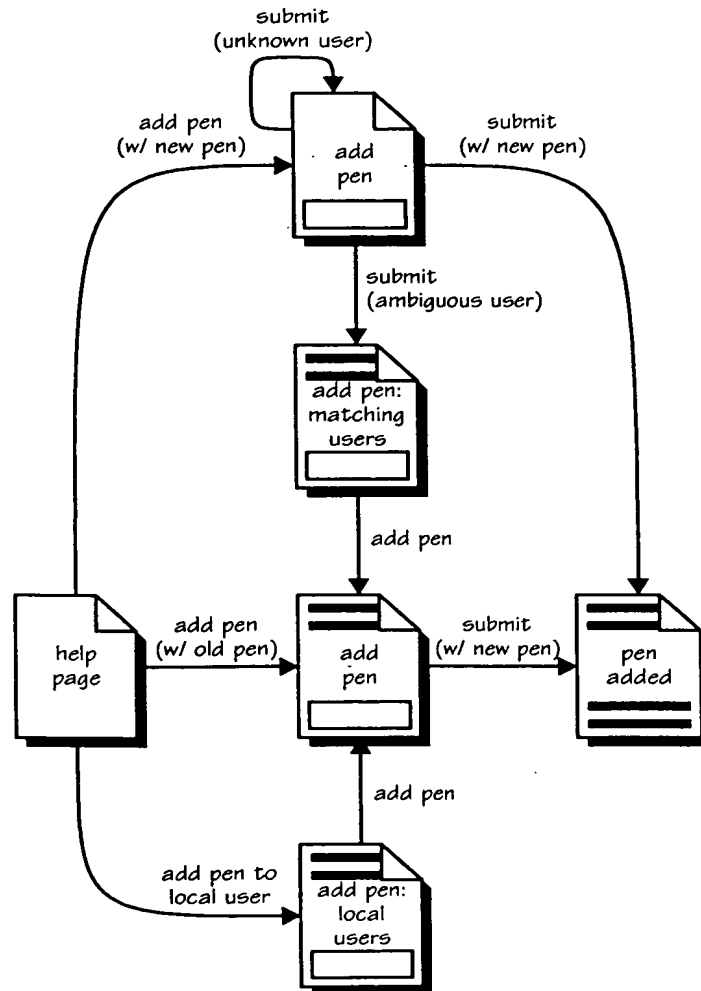 submit
(unknown user)
add pen
(w/ new pen)
add
pen
submit
(w/ new pen)
submit
(ambiguous user)
add pen:
matching
users
add pen
help
page
add pen
(w/ old pen)
add
pen
submit
(w/ new pen)
pen
added
add pen
add pen to
local user
add pen:
local
users